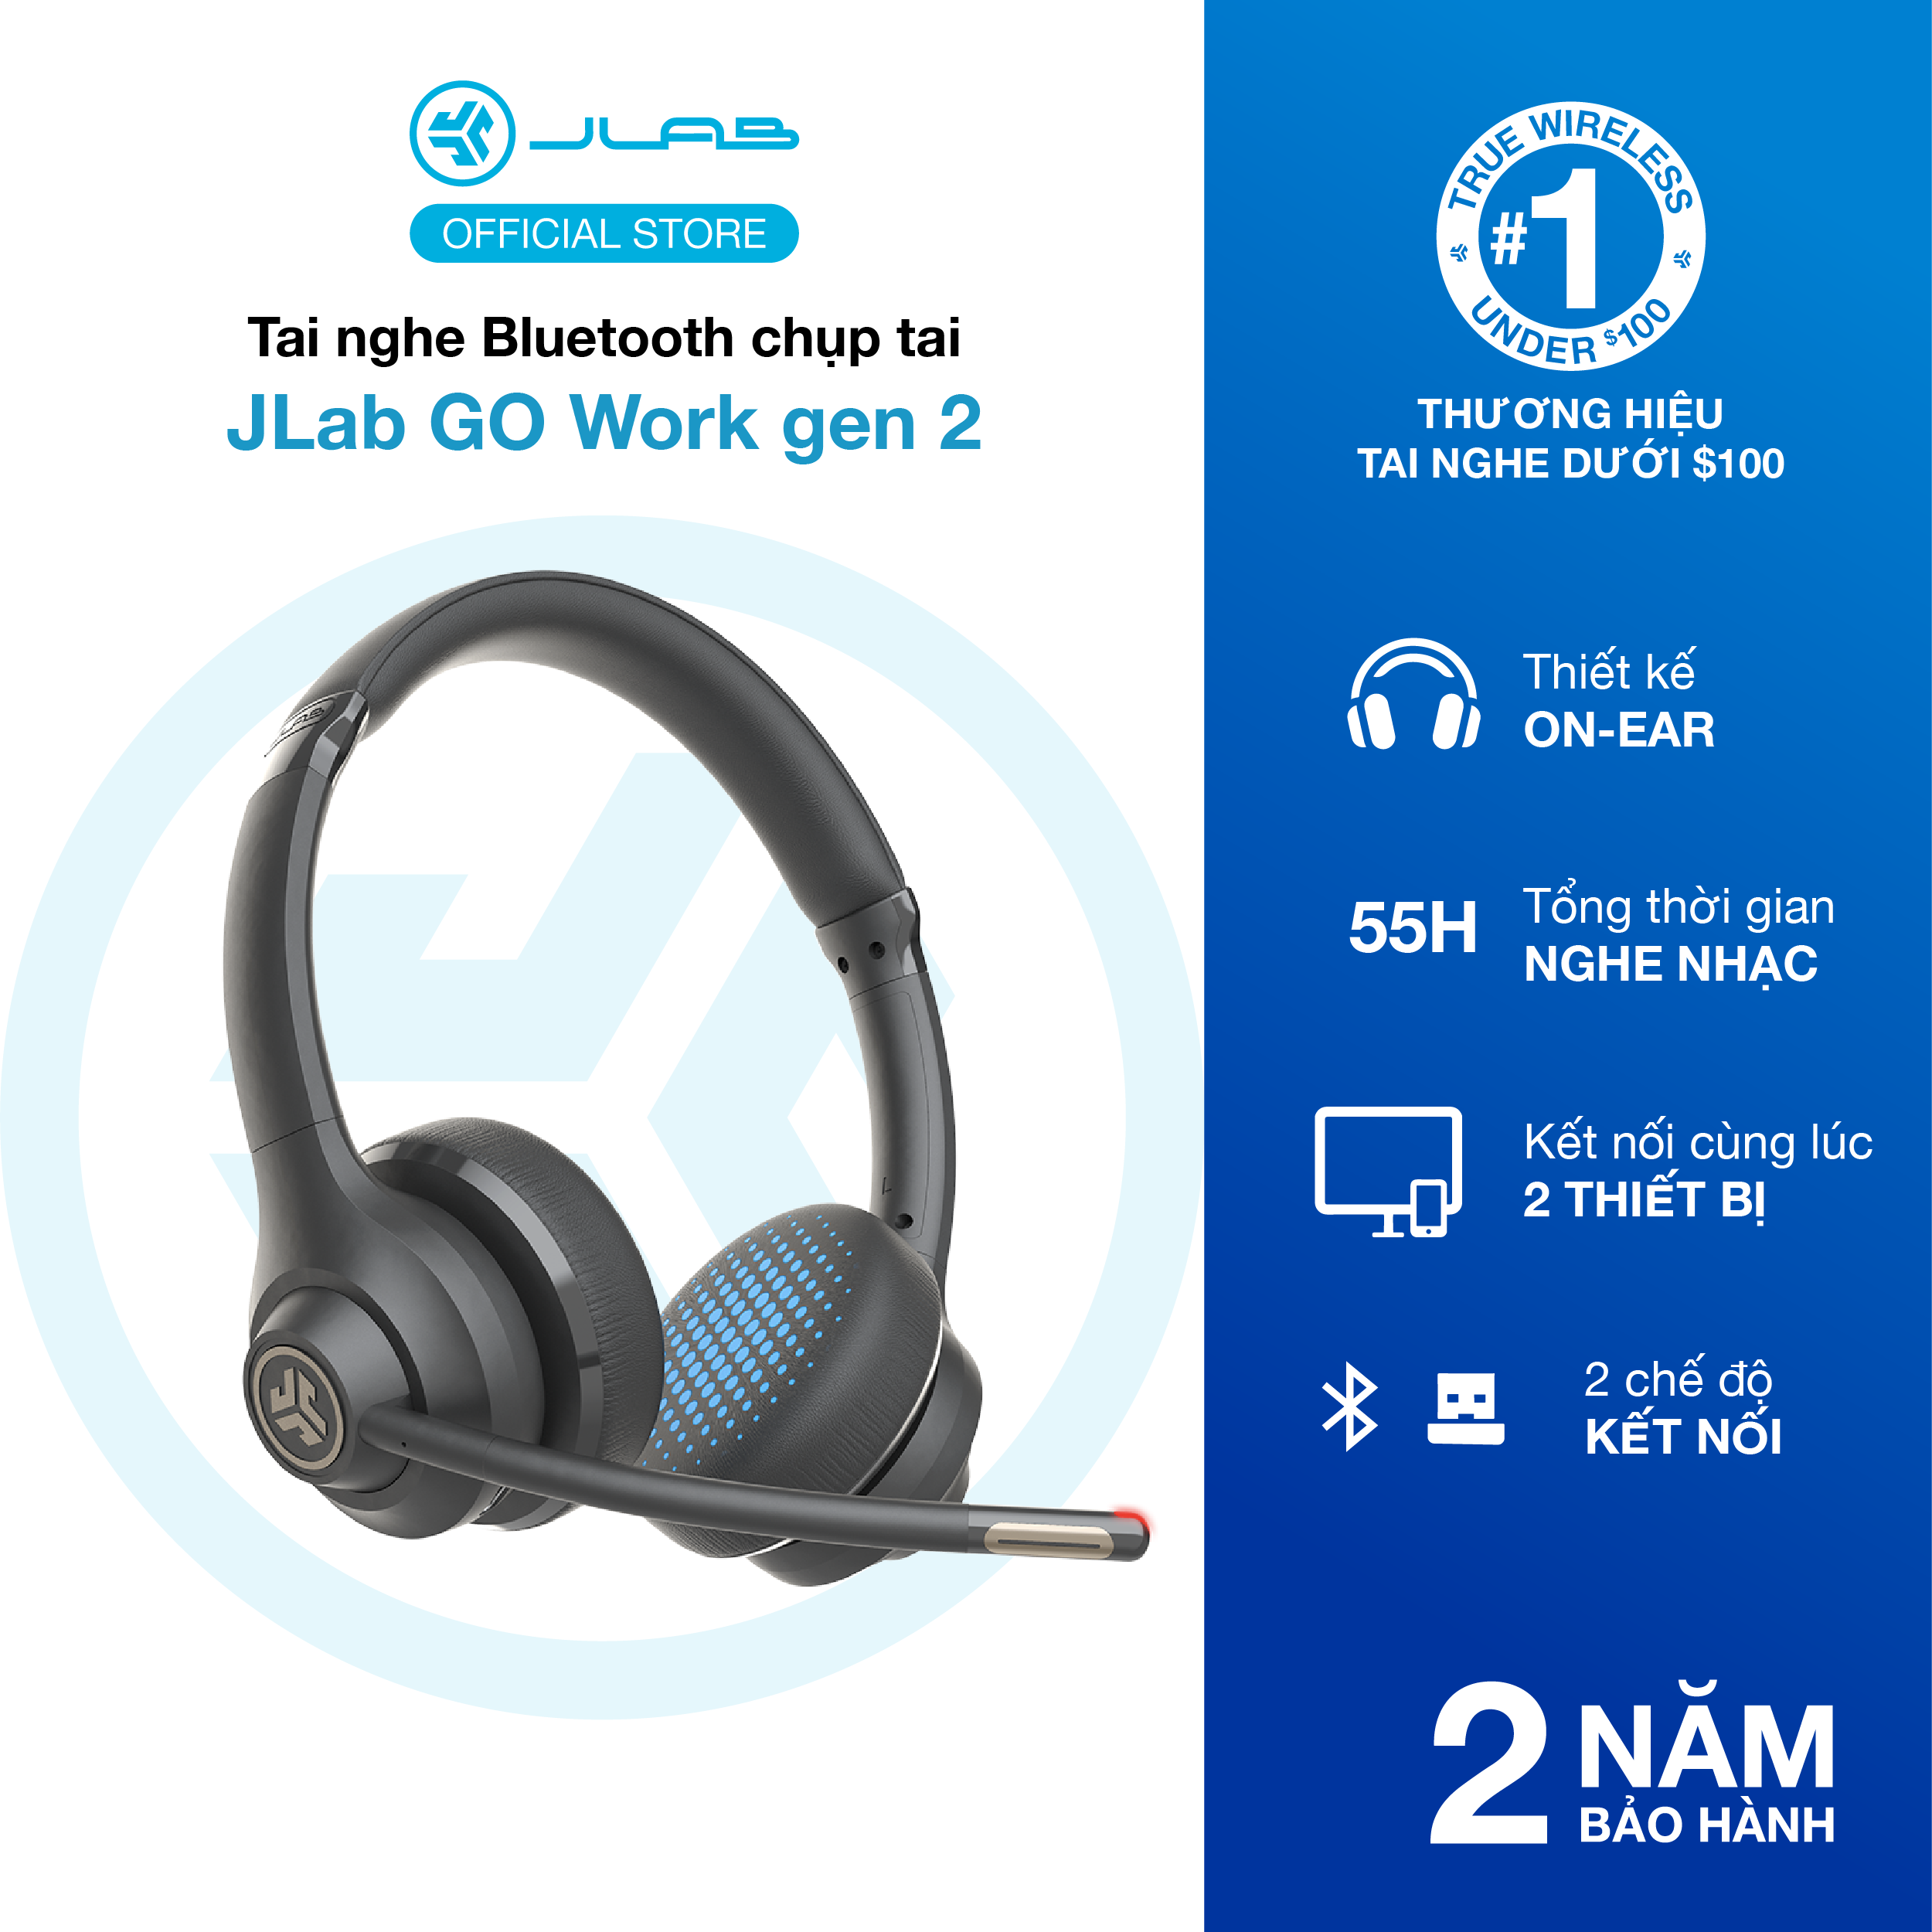 JLAB
OFFICIAL STORE
Tai nghe Bluetooth chụp tai
JLab GO Work gen 2
TRUE WIRELESS
#1
UNDER $100
THƯƠNG HIỆU
TAI NGHE DƯỚI $100
Thiết kế
ON-EAR
55H
Tổng thời gian
NGHE NHẠC
Kết nối cùng lúc
2 THIẾT BỊ
2 chế độ
KẾT NỐI
2 NĂM
BẢO HÀNH
JLAB
L